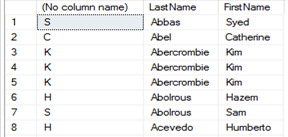 (No column name) LastName FirstName
1 S Abbas Syed
2 C Abel Catherine
3 K Abercrombie Kim
4 K Abercrombie Kim
5 K Abercrombie Kim
6 H Abolrous Hazem
7 S Abolrous Sam
8 H Acevedo Humberto